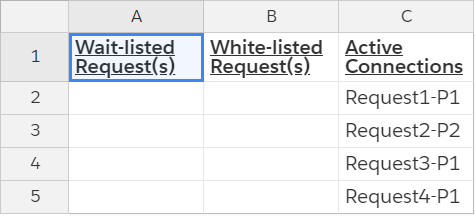 A B C
1 Wait-listed White-listed Active
Request(s) Request(s) Connections
2 Request1-P1
3 Request2-P2
4 Request3-P1
5 Request4-P1